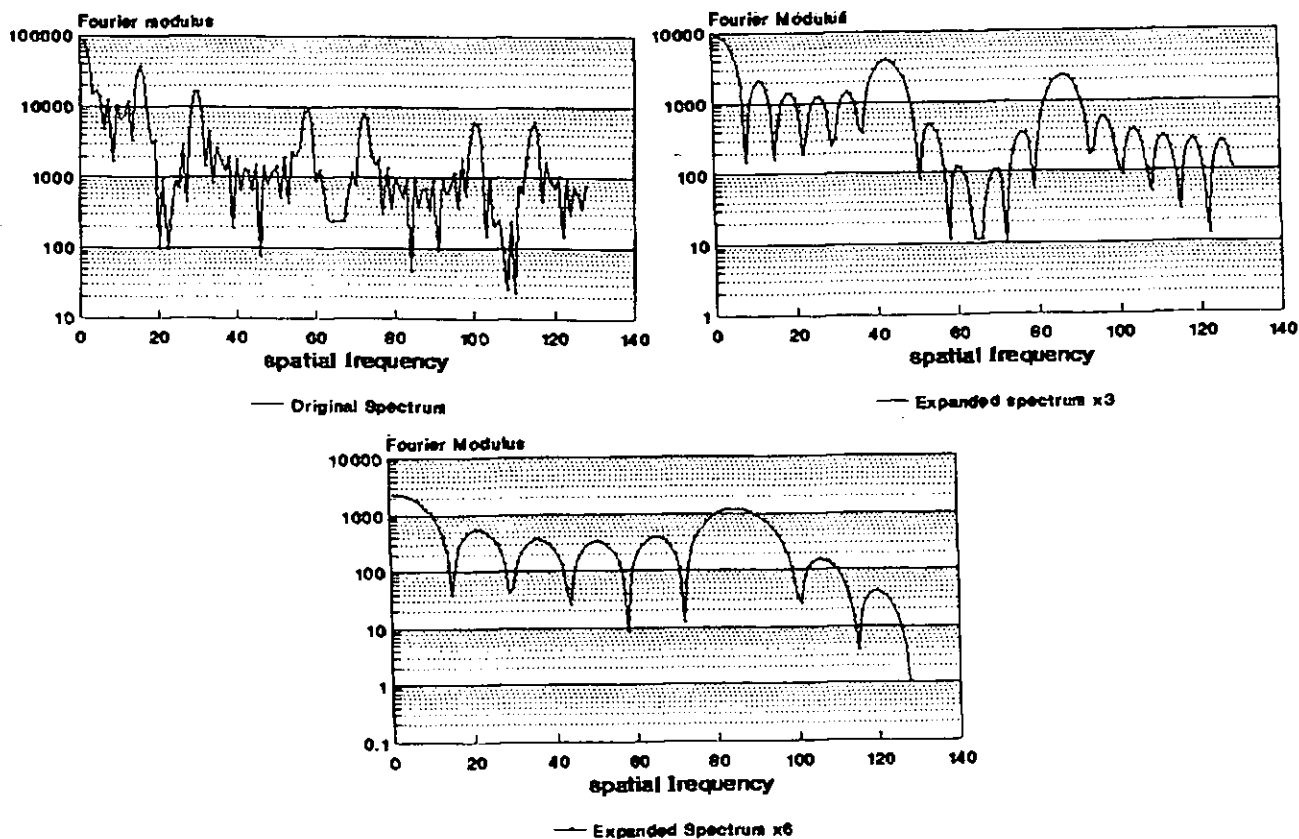 Fourier modulus
100000
10000
1000
100
10
0 20 40 60 80 100 120 140
spatial frequency
Original Spectrum
Fourier Moduli
10000
1000
100
10
1
0 20 40 60 80 100 120 140
spatial frequency
Expanded spectrum x3
Fourier Modulus
10000
1000
100
10
1
0.1
0 20 40 60 80 100 120 140
spatial frequency
Expanded Spectrum x6